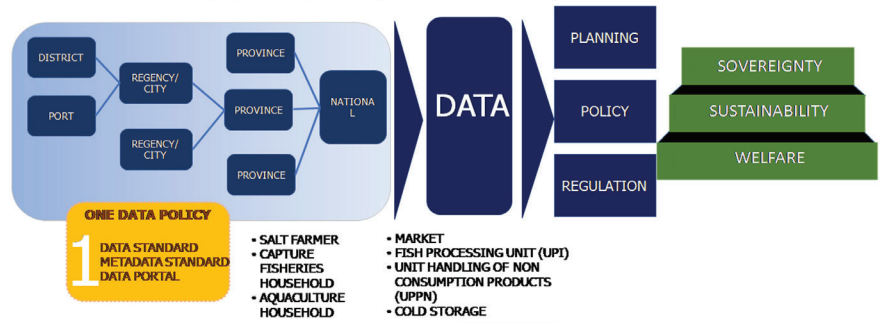 DISTRICT
PORT
REGENCY/
CITY
REGENCY/
CITY
PROVINCE
PROVINCE
PROVINCE
NATIONA
L
DATA
PLANNING
POLICY
REGULATION
SOVEREIGNTY
SUSTAINABILITY
WELFARE
ONE DATA POLICY
1
DATA STANDARD
METADATA STANDARD
DATA PORTAL
• SALT FARMER
• CAPTURE
FISHERIES
HOUSEHOLD
• AQUACULTURE
HOUSEHOLD
• MARKET
• FISH PROCESSING UNIT (UPI)
• UNIT HANDLING OF NON
CONSUMPTION PRODUCTS
(UPPN)
• COLD STORAGE